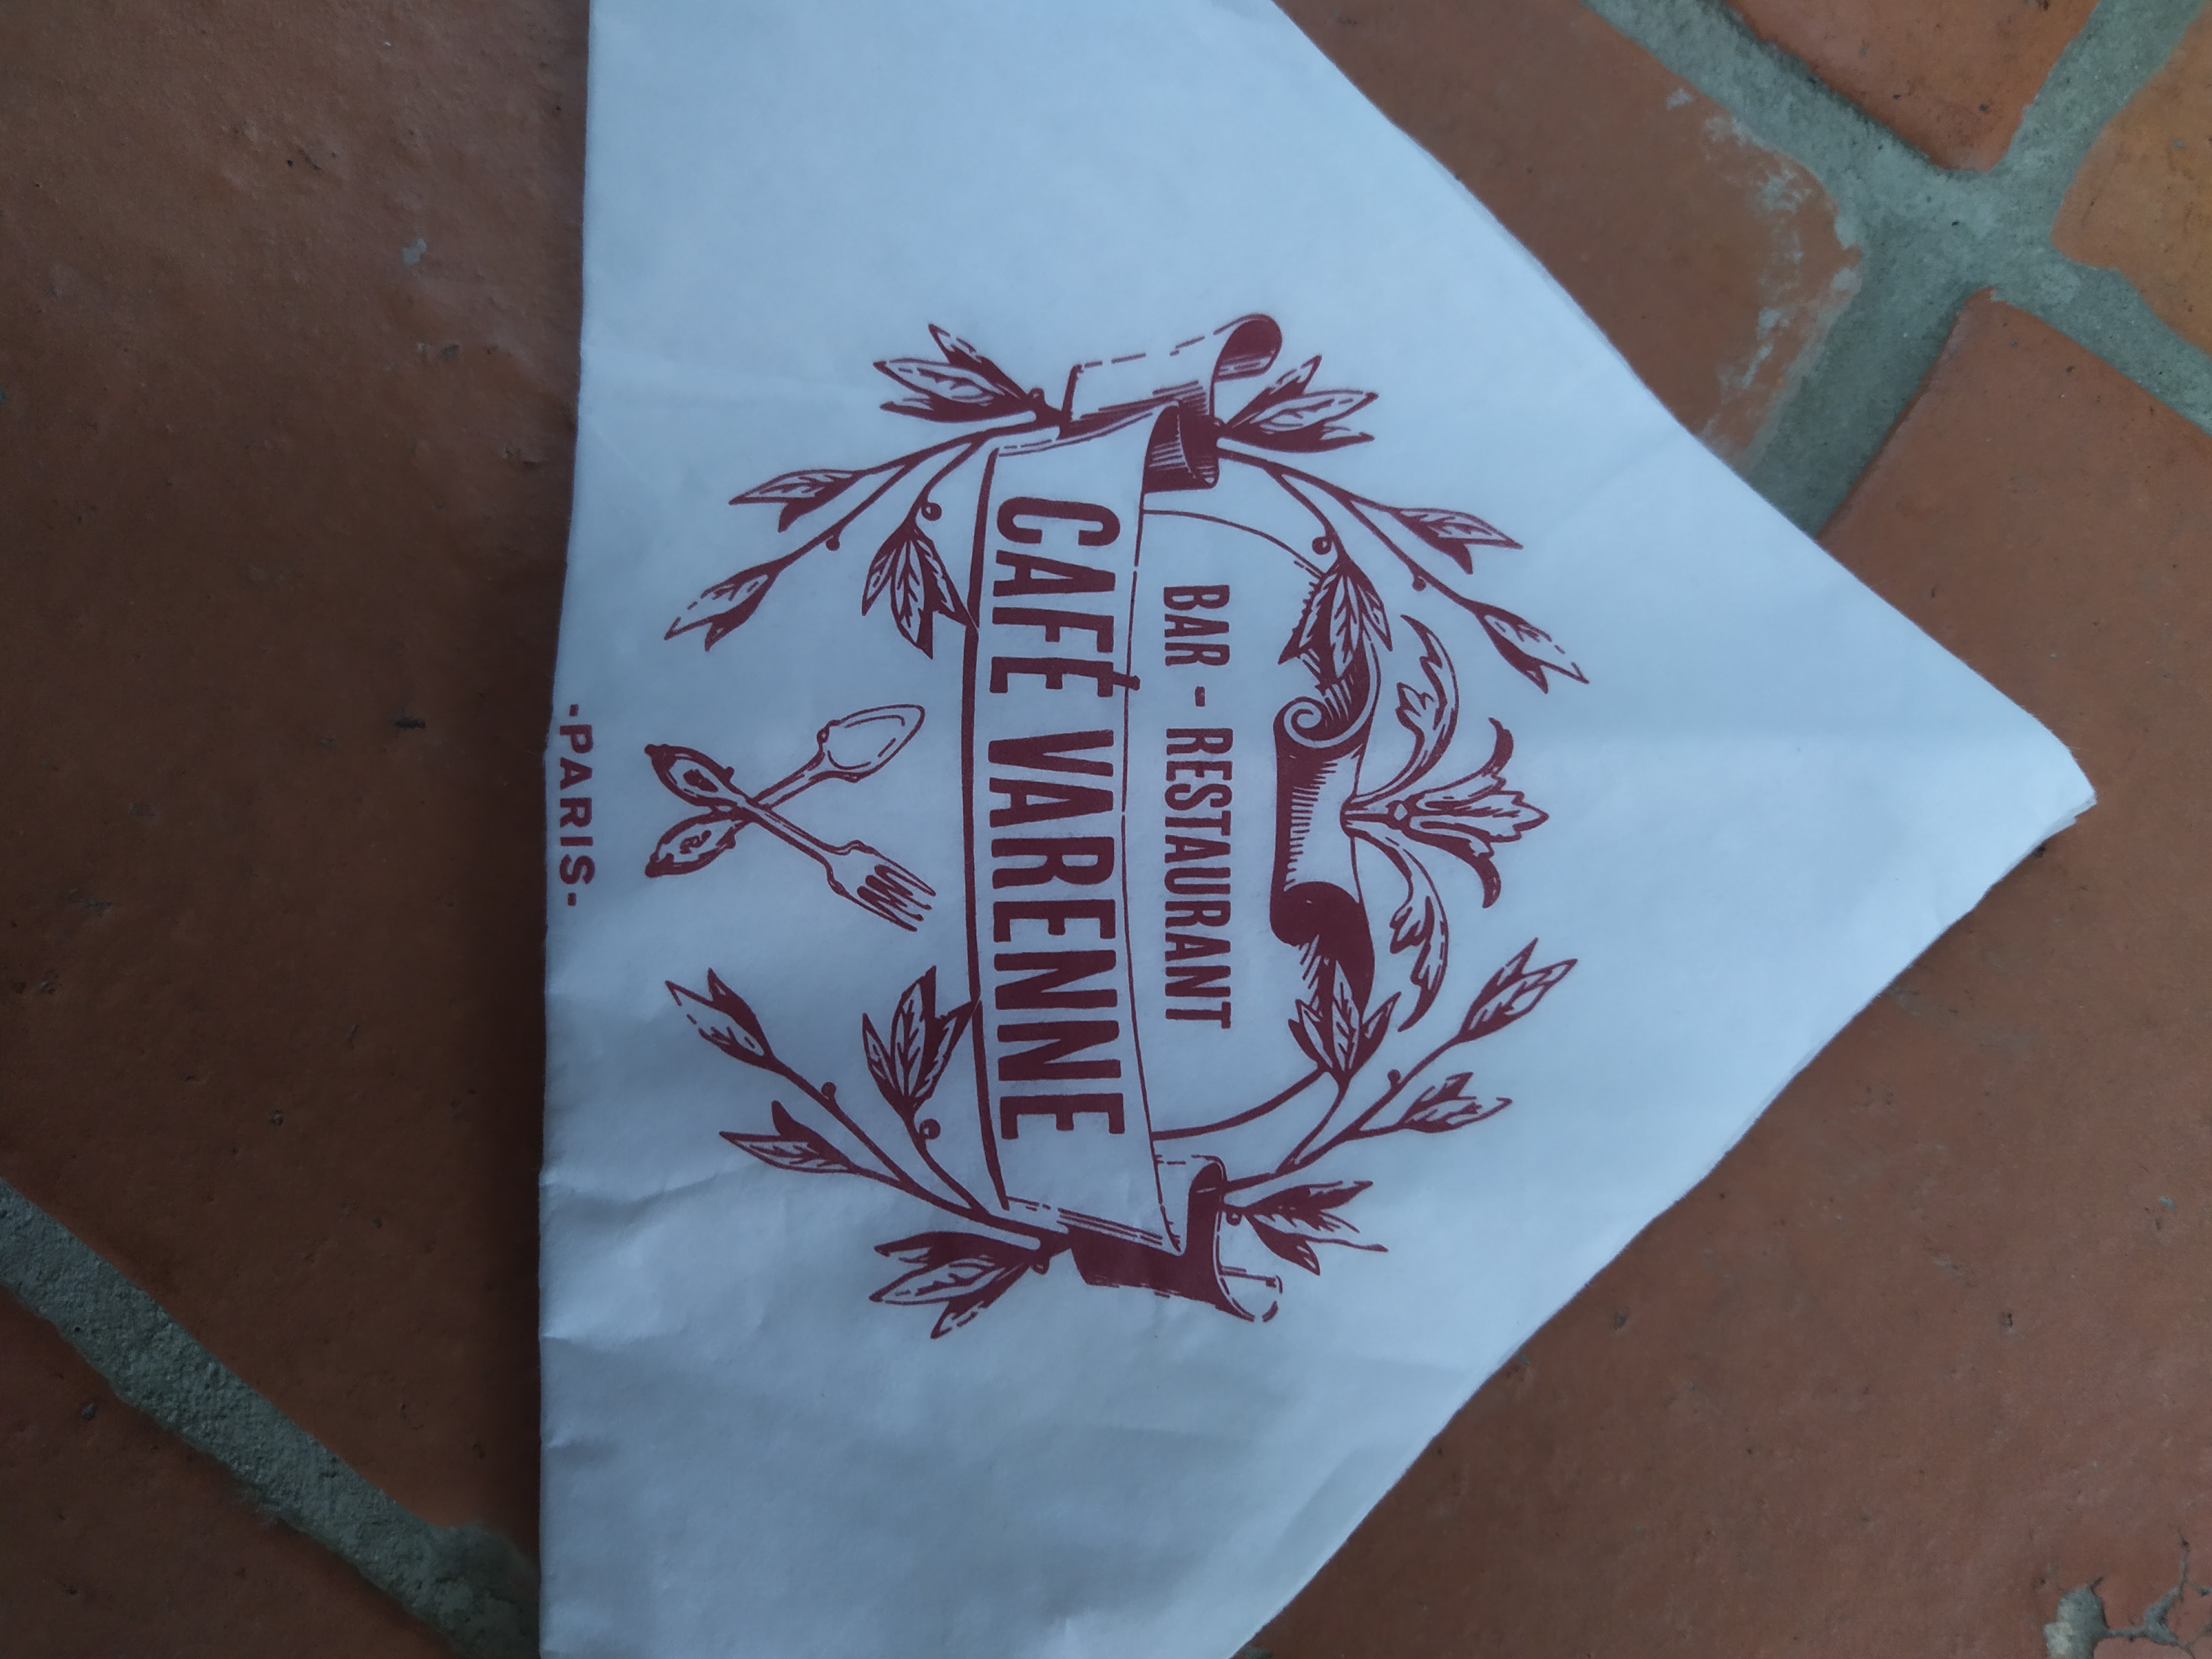 BAR - RESTAURANT
CAFÉ VARENNE
-PARIS-